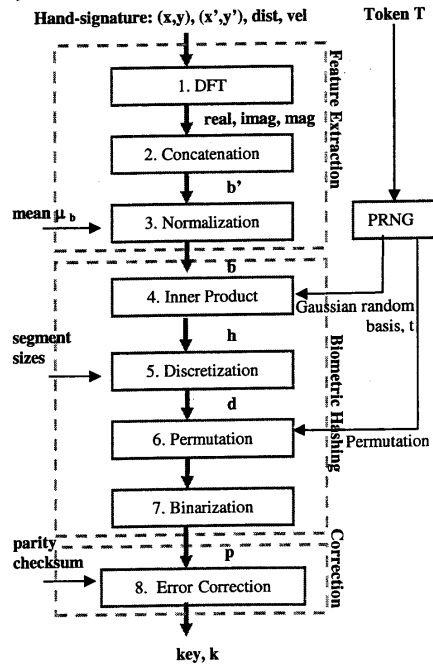 Hand-signature: (x,y), (x',y'), dist, vel
Token T
Feature Extraction
1. DFT
real, imag, mag
2. Concatenation
b'
mean μ b
3. Normalization
PRNG
b
4. Inner Product
Gaussian random
basis, t
Biometric Hashing
h
segment
sizes
5. Discretization
d
6. Permutation
Permutation
7. Binarization
Correction
parity
checksum
p
8. Error Correction
key, k